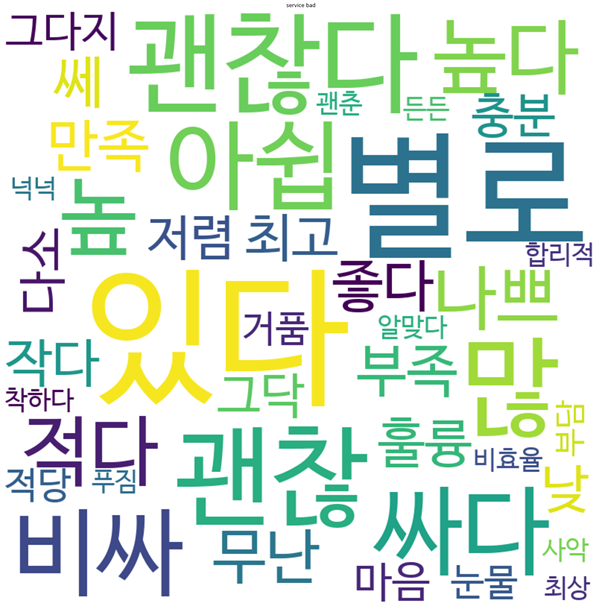 service bad
그다지
괜찮다
높다
쎄
괜춘
든든
충분
만족
아쉽
별로
넉넉
높
저렴
최고
다소
합리적
있다
거품
좋다
나쁘
알맞다
작다
그닥
부족
많
착하다
적다
괜찮
훌륭
맘
비효율
낮
적당
푸짐
비싸
무난
싸다
사악
마음
눈물
최상